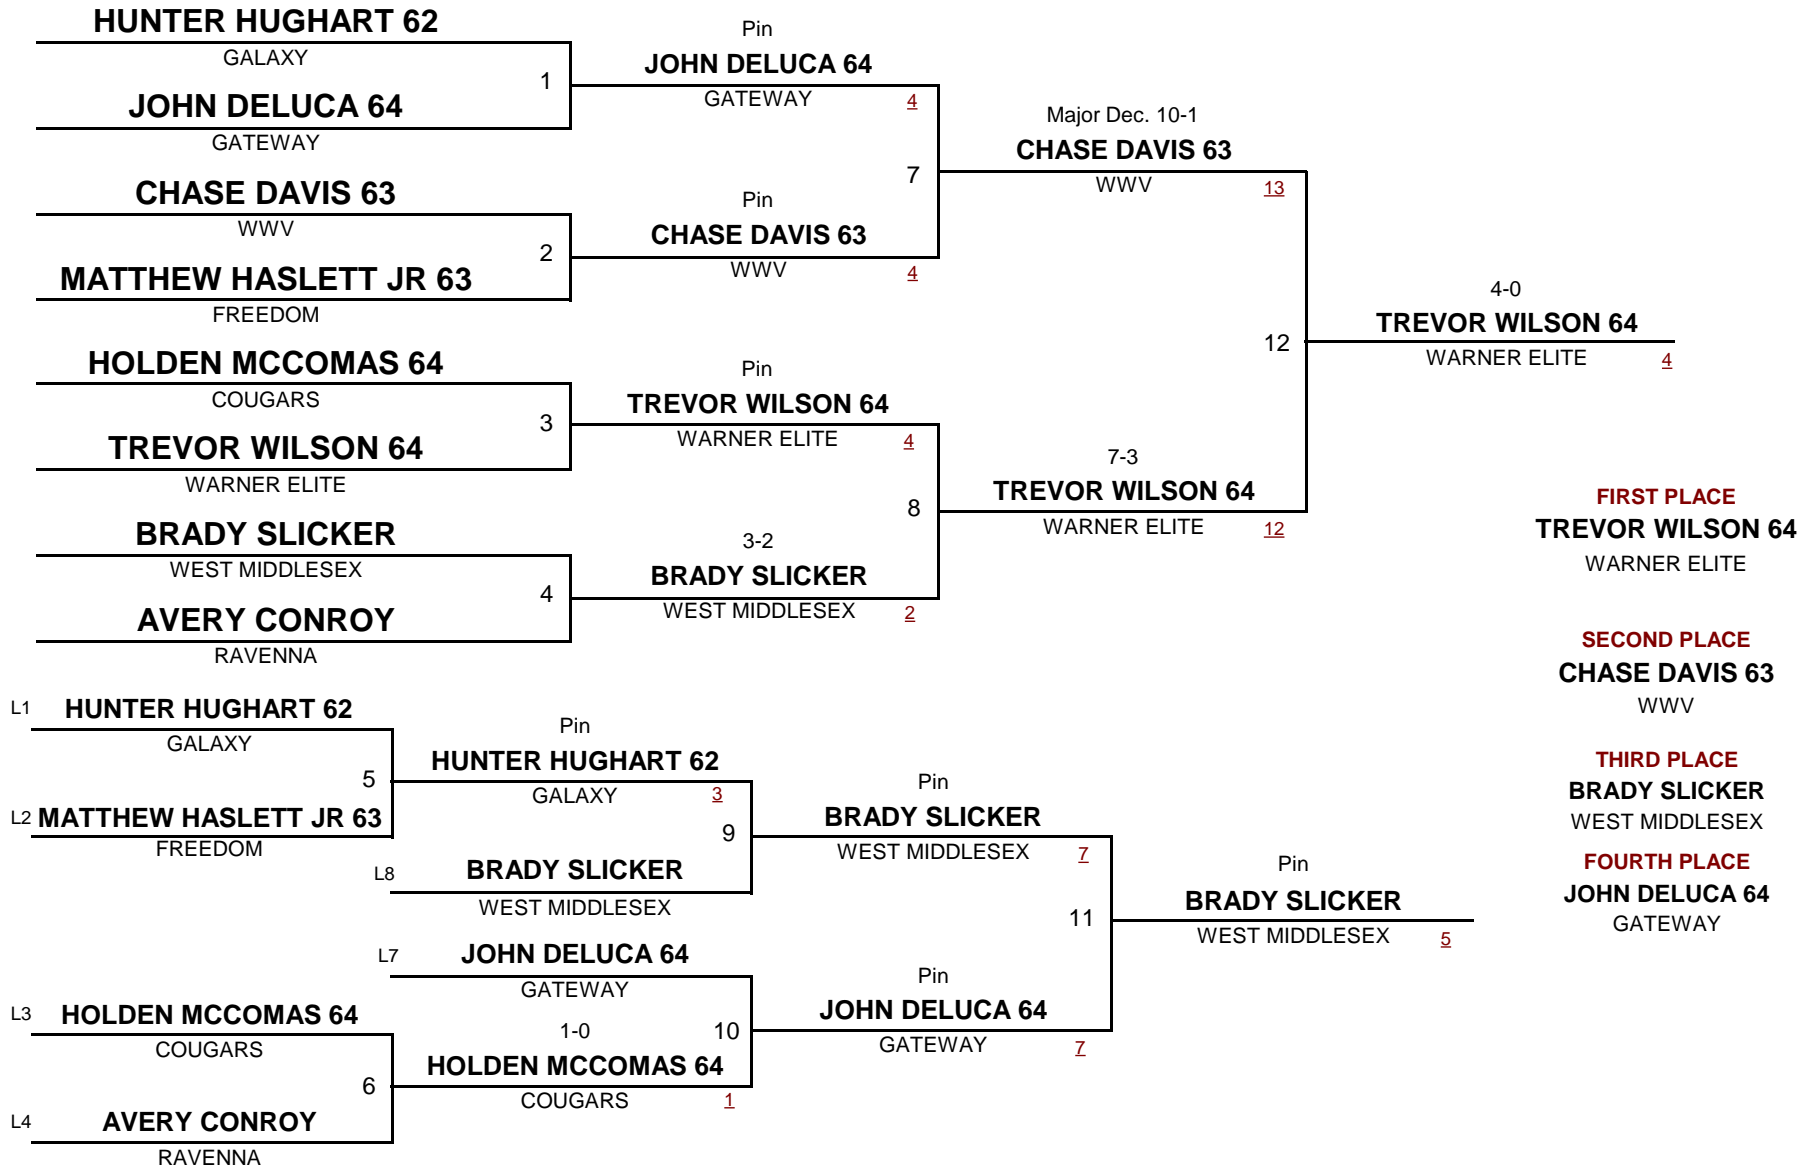 HUNTER HUGHART 62
GALAXY
1
JOHN DELUCA 64
GATEWAY
Pin
JOHN DELUCA 64
GATEWAY 4
CHASE DAVIS 63
WWV
2
MATTHEW HASLETT JR 63
FREEDOM
Pin
CHASE DAVIS 63
WWV 4
7
Major Dec. 10-1
CHASE DAVIS 63
WWV 13
HOLDEN MCCOMAS 64
COUGARS
3
TREVOR WILSON 64
WARNER ELITE
Pin
TREVOR WILSON 64
WARNER ELITE 4
BRADY SLICKER
WEST MIDDLESEX
4
AVERY CONROY
RAVENNA
3-2
BRADY SLICKER
WEST MIDDLESEX 2
8
7-3
TREVOR WILSON 64
WARNER ELITE 12
12
4-0
TREVOR WILSON 64
WARNER ELITE 4
L1 HUNTER HUGHART 62
GALAXY
5
L2 MATTHEW HASLETT JR 63
FREEDOM
Pin
HUNTER HUGHART 62
GALAXY 3
9
L8 BRADY SLICKER
WEST MIDDLESEX
Pin
BRADY SLICKER
WEST MIDDLESEX 7
L7 JOHN DELUCA 64
GATEWAY
L3 HOLDEN MCCOMAS 64
COUGARS
6
L4 AVERY CONROY
RAVENNA
1-0
10
HOLDEN MCCOMAS 64
COUGARS 1
Pin
JOHN DELUCA 64
GATEWAY 7
11
Pin
BRADY SLICKER
WEST MIDDLESEX 5
FIRST PLACE
TREVOR WILSON 64
WARNER ELITE
SECOND PLACE
CHASE DAVIS 63
WWV
THIRD PLACE
BRADY SLICKER
WEST MIDDLESEX
FOURTH PLACE
JOHN DELUCA 64
GATEWAY